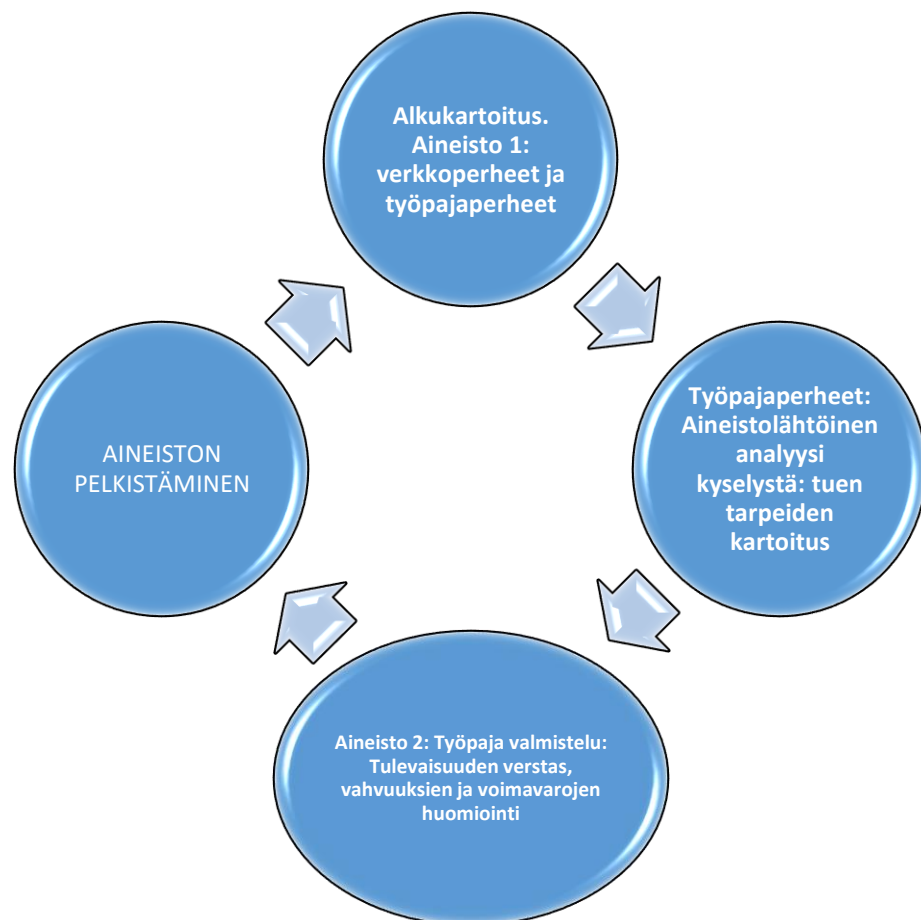 Alkukartoitus.
Aineisto 1:
verkkoperheet ja
työpajaperheet
Työpajaperheet:
Aineistolähtöinen
analyysi
kyselystä: tuen
tarpeiden
kartoitus
Aineisto 2: Työpaja valmistelu:
Tulevaisuuden verstas,
vahvuuksien ja voimavarojen
huomiointi
AINEISTON
PELKISTÄMINEN